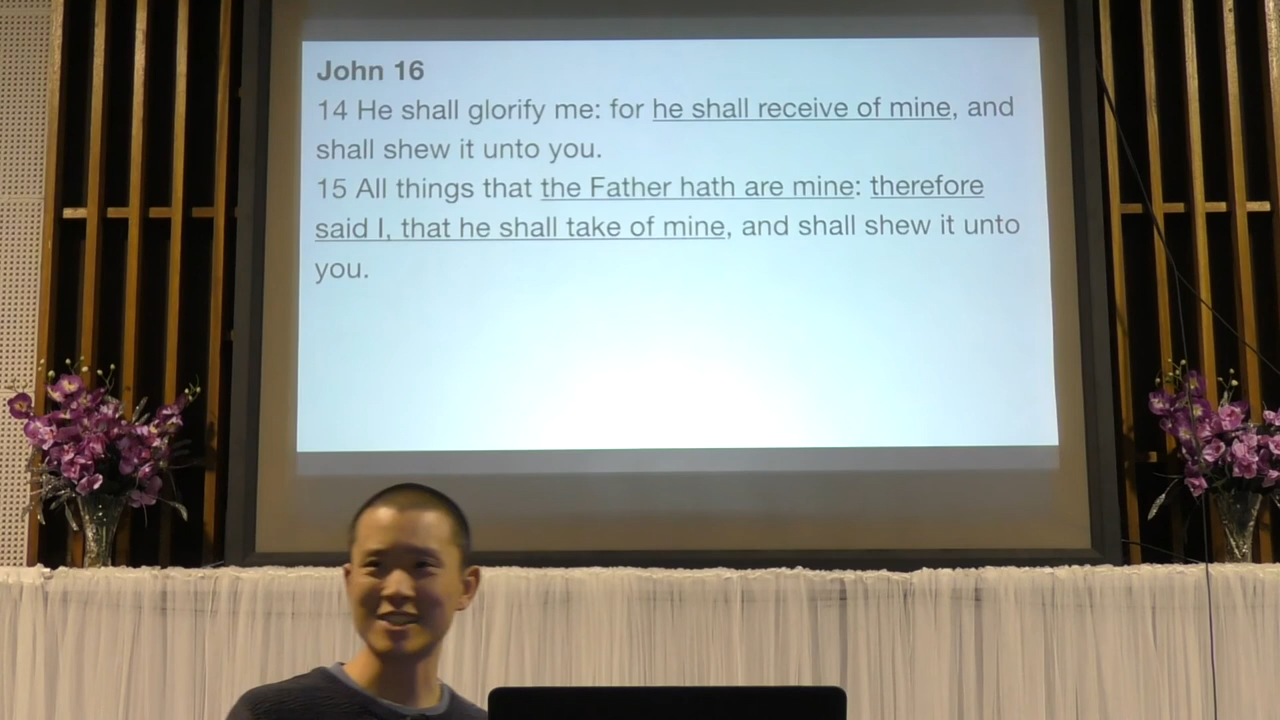 John 16
14 He shall glorify me: for he shall receive of mine, and
shall shew it unto you.
15 All things that the Father hath are mine: therefore
said I, that he shall take of mine, and shall shew it unto
you.